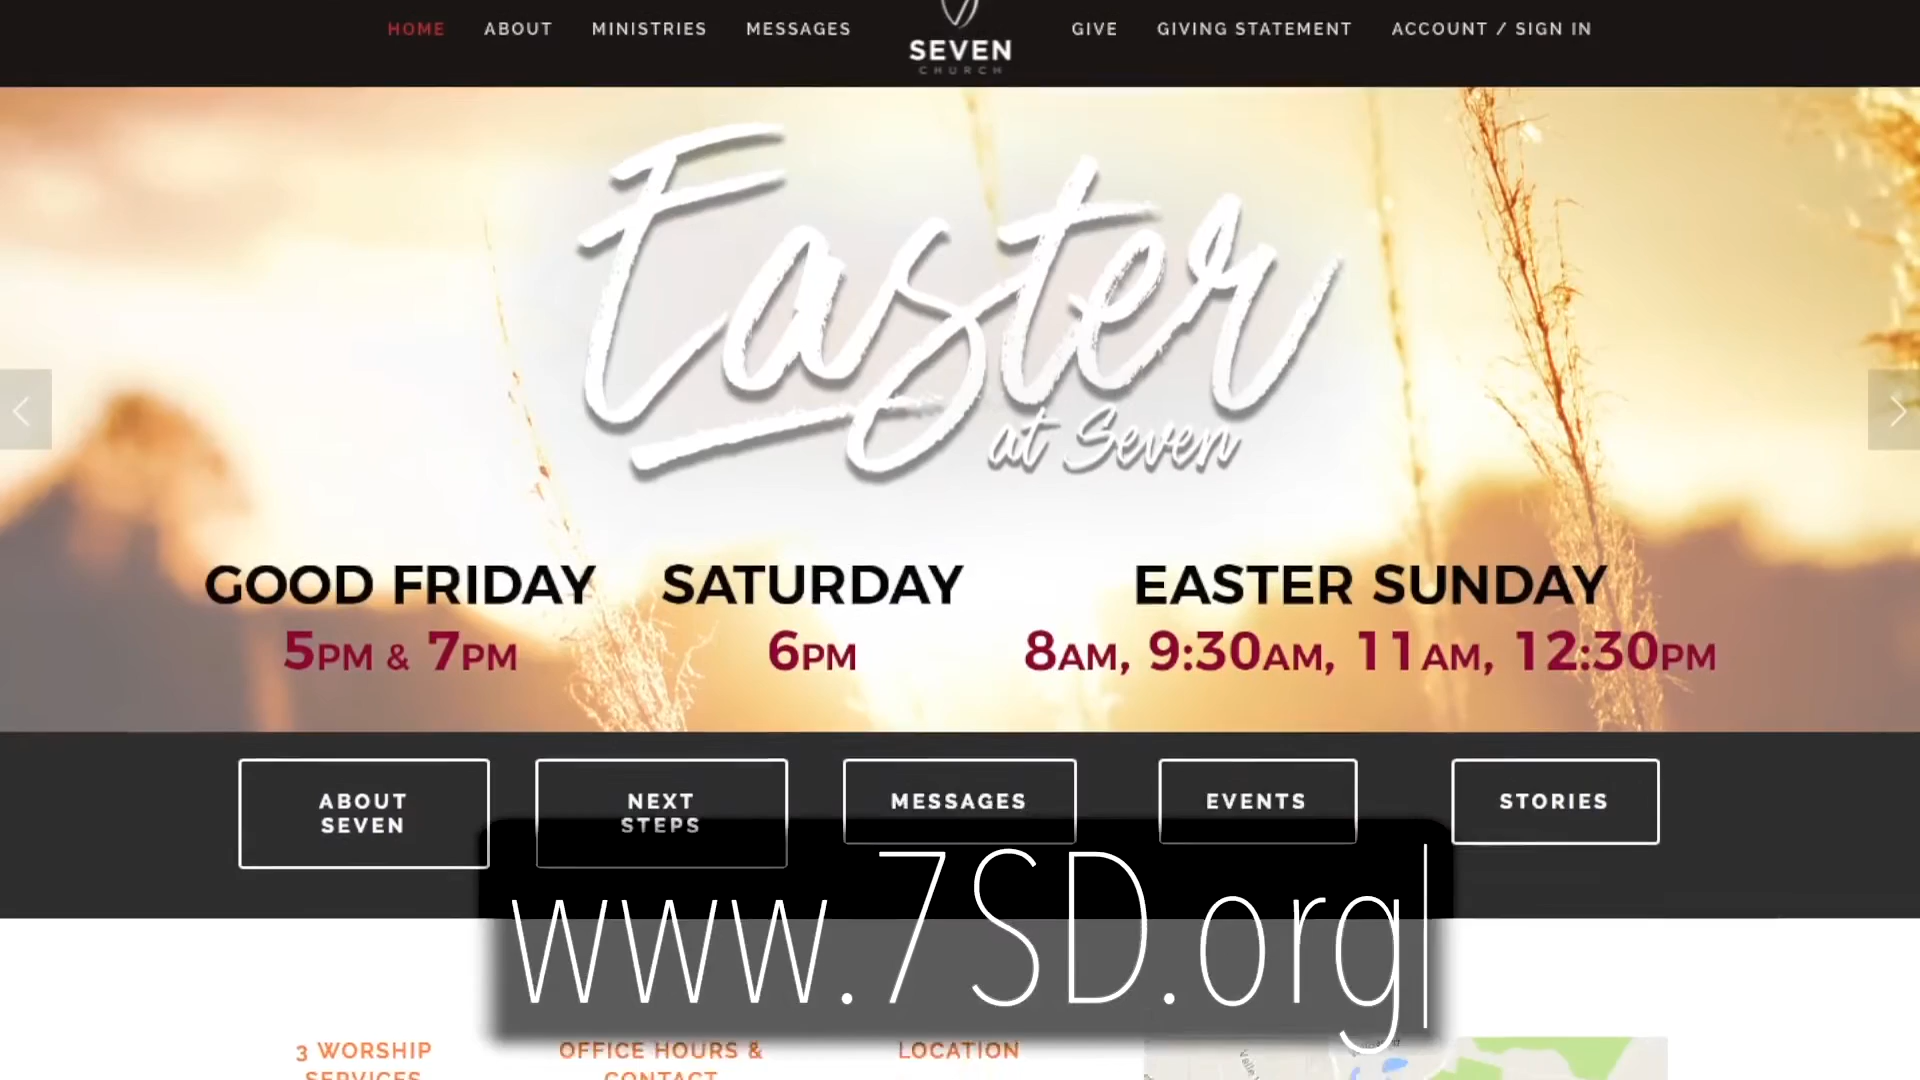 HOME ABOUT MINISTRIES MESSAGES GIVE GIVING STATEMENT ACCOUNT / SIGN IN
SEVEN
CHURCH
Easter
at Seven
GOOD FRIDAY SATURDAY EASTER SUNDAY
5PM & 7PM 6PM 8AM, 9:30AM, 11AM, 12:30PM
ABOUT
SEVEN
NEXT
STEPS
MESSAGES
EVENTS
STORIES
www.7SD.org
3 WORSHIP
SERVICES
OFFICE HOURS &
CONTACT
LOCATION